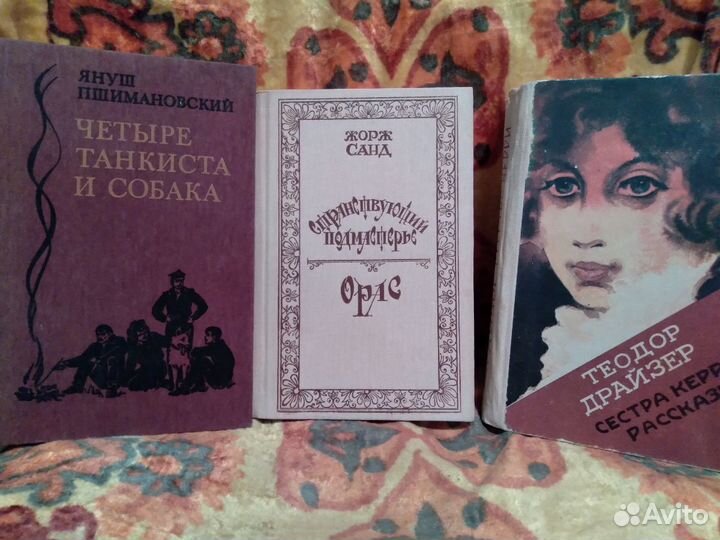 ЯНУШ
ПШИМАНОВСКИЙ
ЧЕТЫРЕ
ТАНКИСТА
И СОБАКА
ЖОРЖ
САНД
СТРАНСТВУЮЩИЙ
ПОДМАСТЕРЬЕ
ОРАС
ТЕОДОР
ДРАЙЗЕР
СЕСТРА КЕРР
РАССКАЗ
Avito